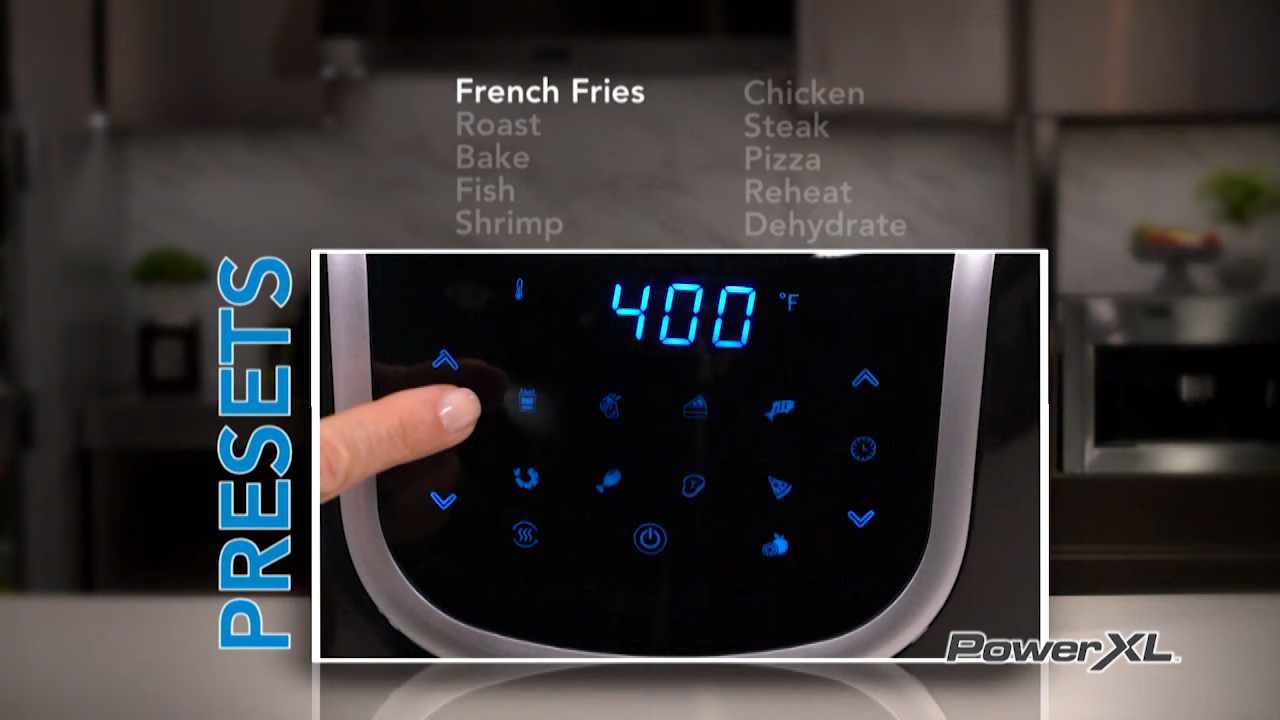 French Fries
Roast
Bake
Fish
Shrimp
Chicken
Steak
Pizza
Reheat
Dehydrate
PRESETS
400 °F
PowerXL